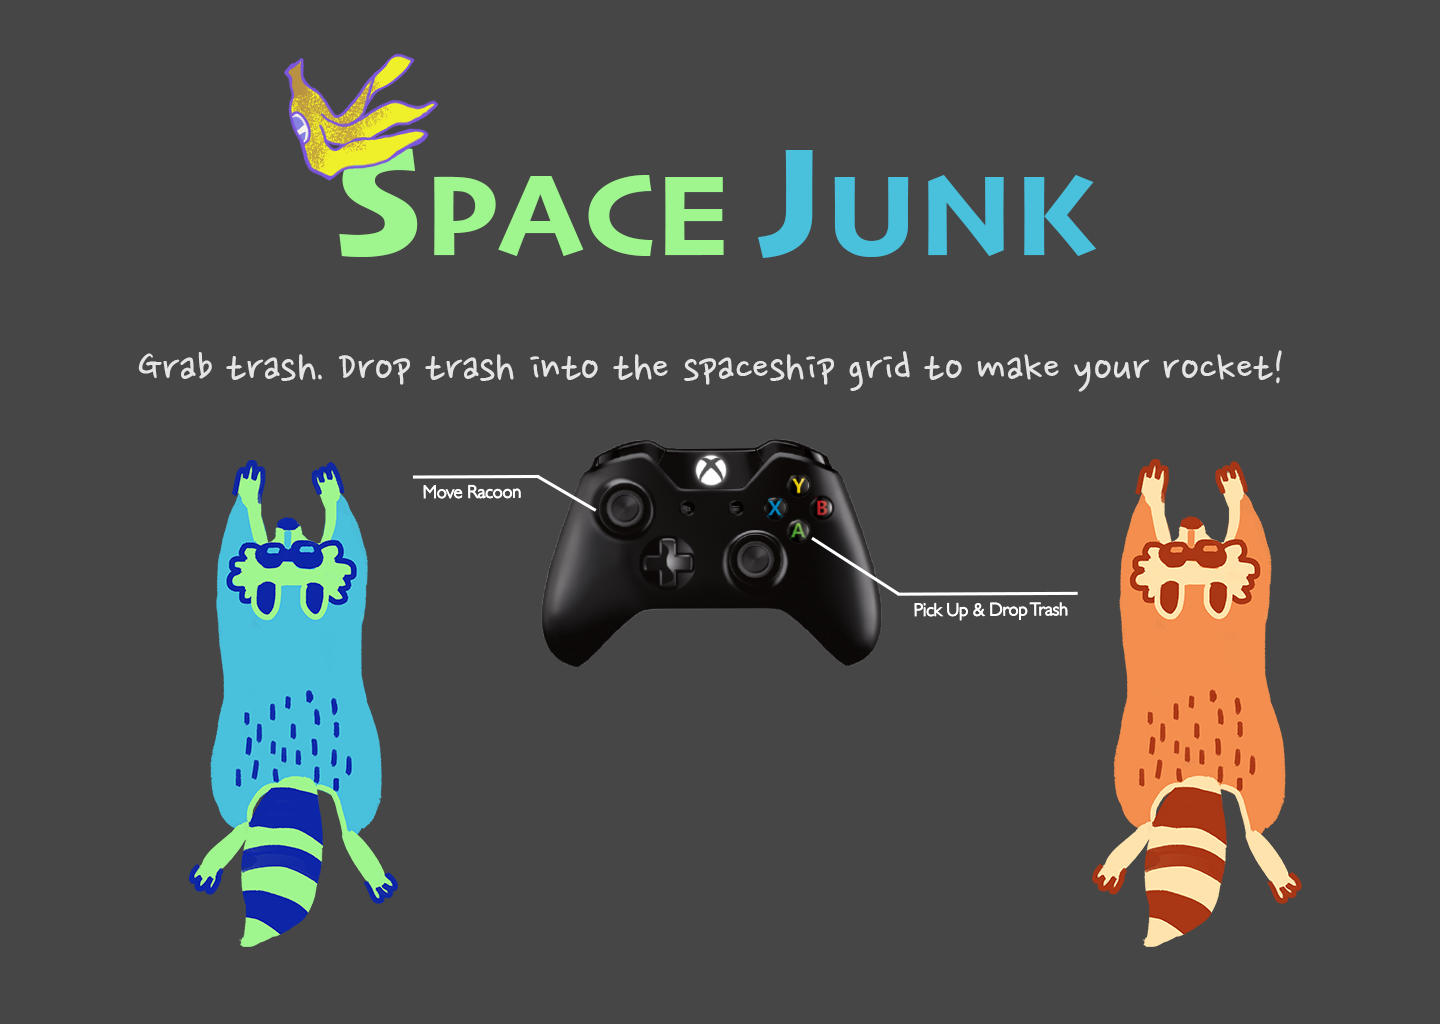 SPACE JUNK
Grab trash. Drop trash into the spaceship grid to make your rocket!
Move Racoon
Y
X B
A
Pick Up & Drop Trash